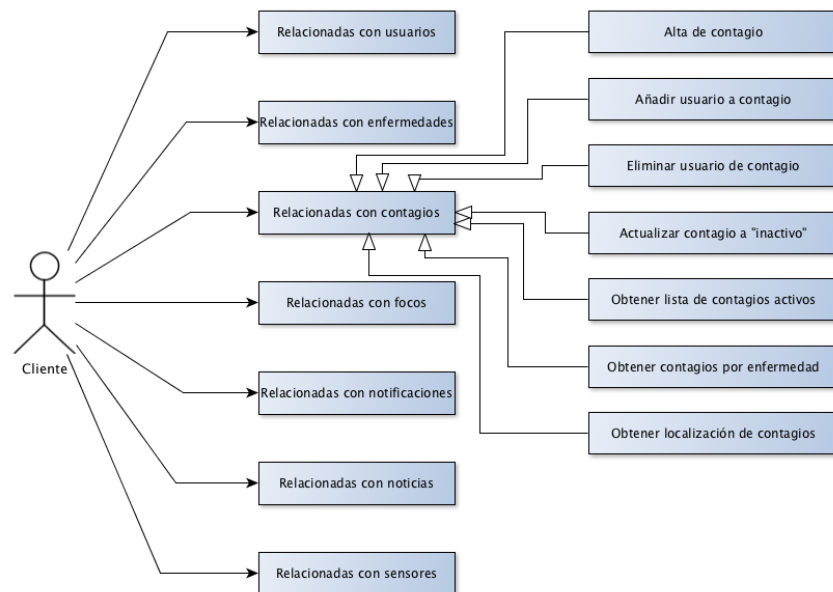 Relacionadas con usuarios
Relacionadas con enfermedades
Relacionadas con contagios
Relacionadas con focos
Relacionadas con notificaciones
Relacionadas con noticias
Relacionadas con sensores
Cliente
Alta de contagio
Añadir usuario a contagio
Eliminar usuario de contagio
Actualizar contagio a "inactivo"
Obtener lista de contagios activos
Obtener contagios por enfermedad
Obtener localización de contagios